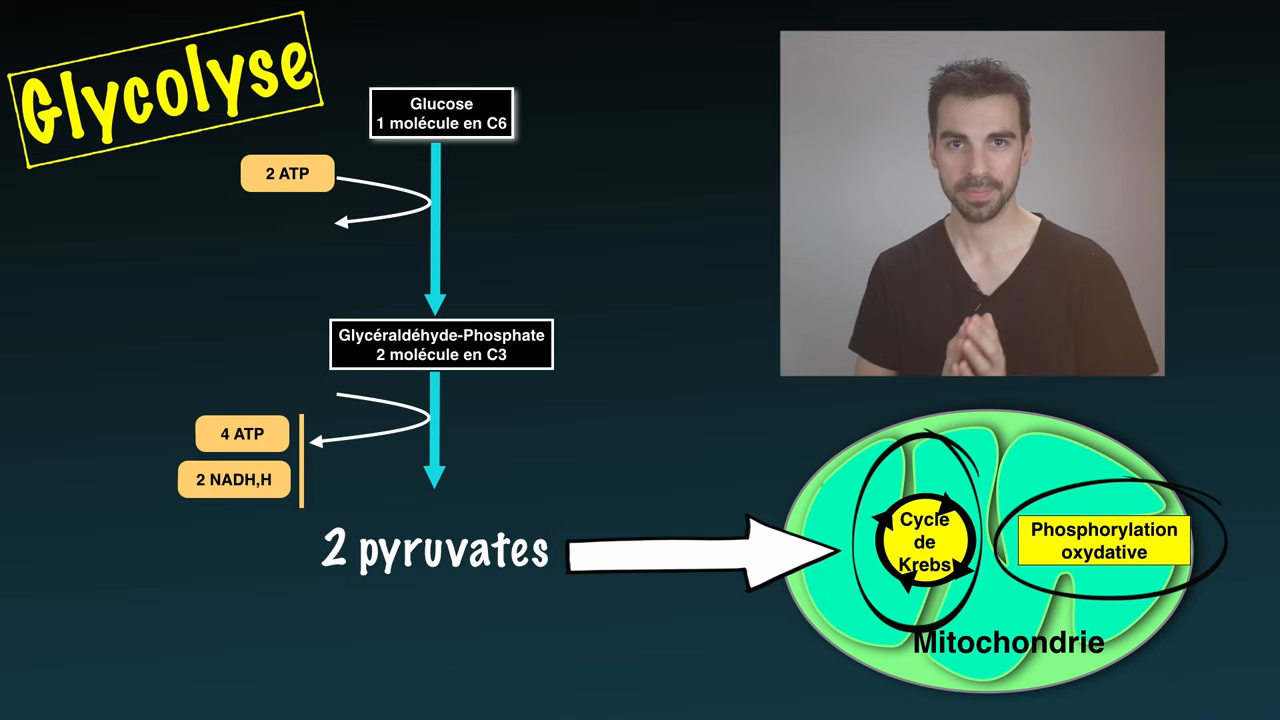 Glycolyse
Glucose
1 molécule en C6
2 ATP
Glycéraldéhyde-Phosphate
2 molécule en C3
4 ATP
2 NADH,H
2 pyruvates
Cycle
de
Krebs
Phosphorylation
oxydative
Mitochondrie